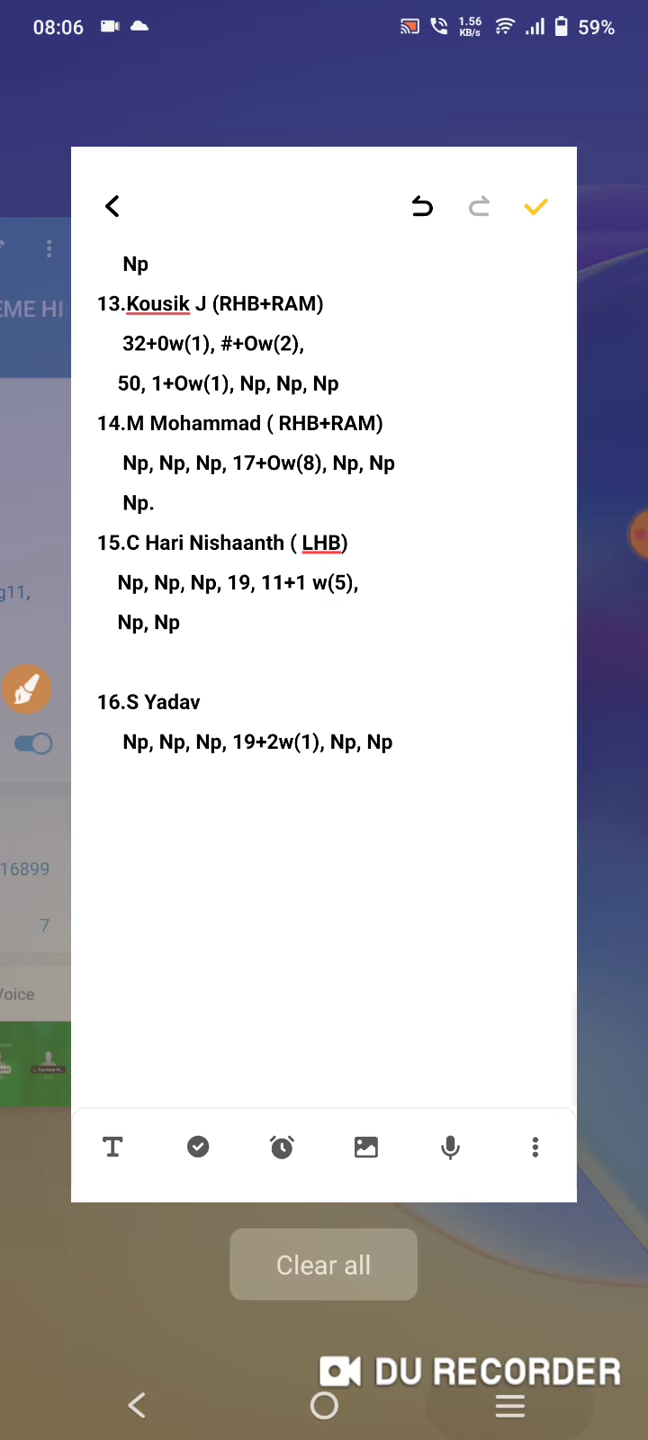 08:06
1.56
KB/s
59%
Np
EME HI
13.Kousik J (RHB+RAM)
32+0w(1), #+Ow(2),
50, 1+Ow(1), Np, Np, Np
14.M Mohammad ( RHB+RAM)
Np, Np, Np, 17+Ow(8), Np, Np
Np.
15.C Hari Nishaanth ( LHB)
Np, Np, Np, 19, 11+1 w(5),
g11,
Np, Np
16.S Yadav
Np, Np, Np, 19+2w(1), Np, Np
16899
7
Voice
T
Clear all
DU RECORDER